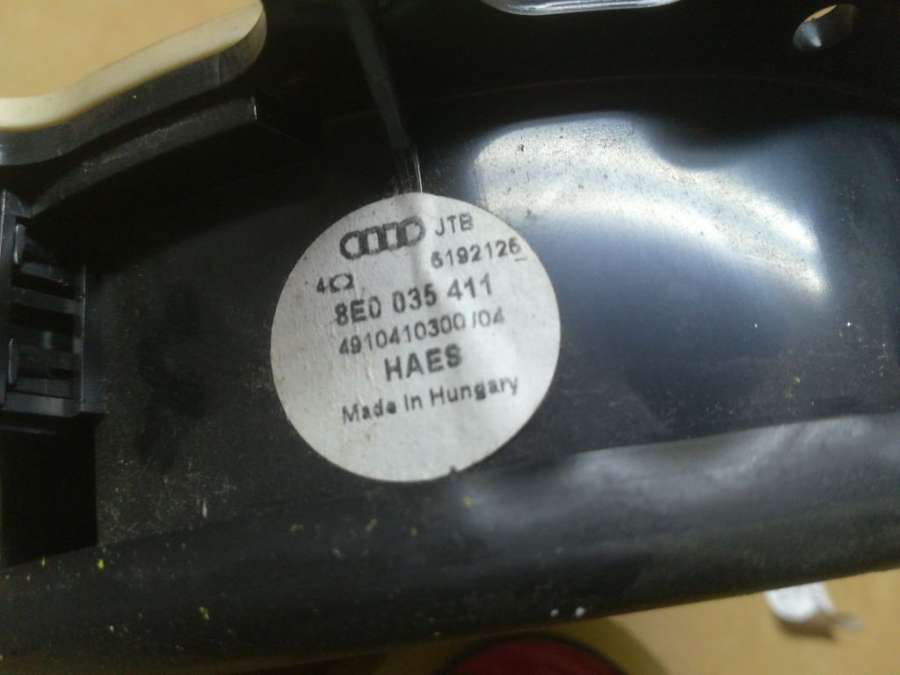 JTB
4Ω 6192126
8E0 035 411
4910410300/04
HAES
Made in Hungary